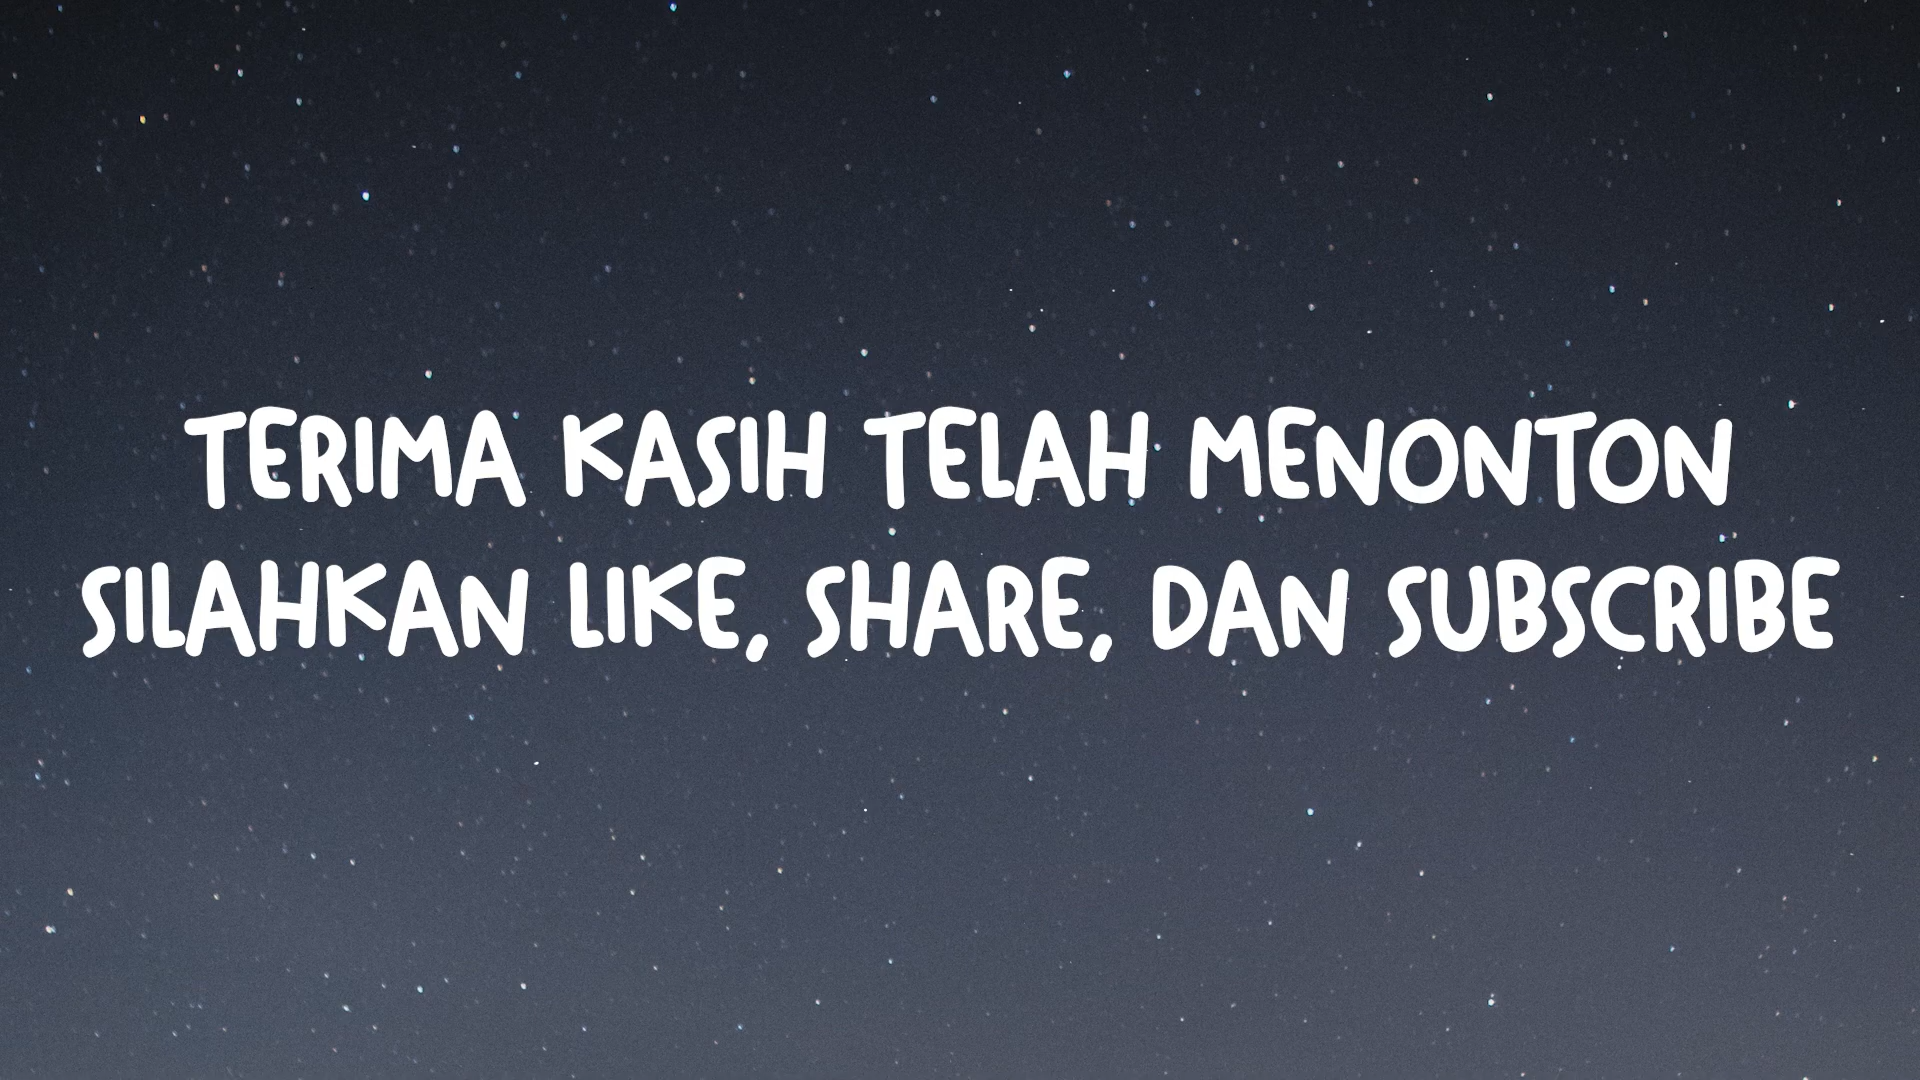 TERIMA KASIH TELAH MENONTON
SILAHKAN LIKE, SHARE, DAN SUBSCRIBE